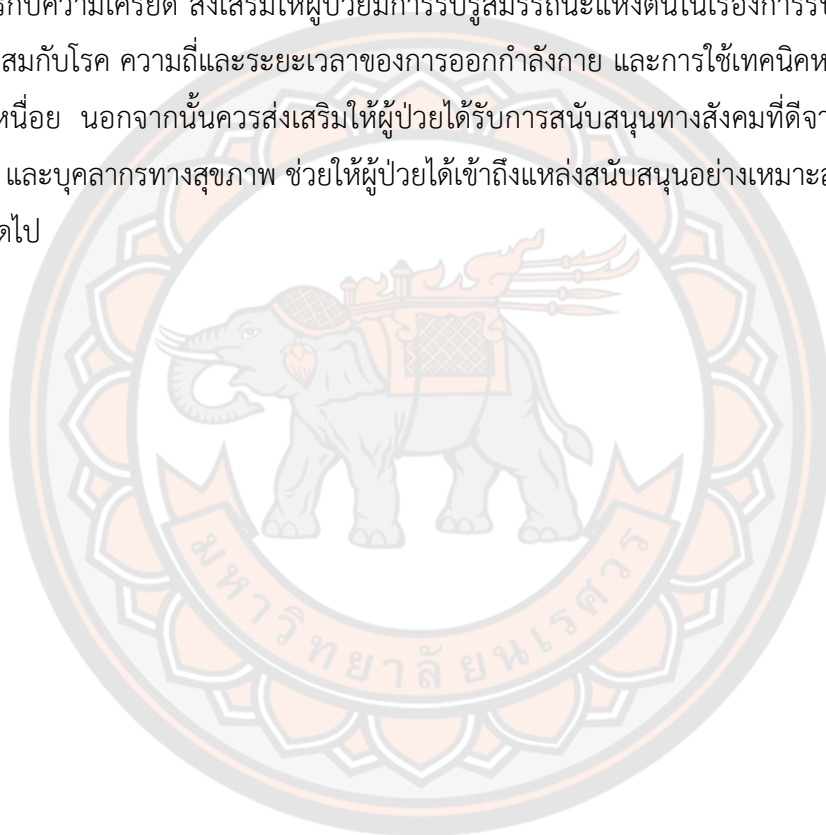 รกับความเครียด ส่งเสริมให้ผู้ป่วยมีการรับรู้สมรรถนะแห่งตนในเรื่องการรับ
สมกับโรค ความถี่และระยะเวลาของการออกกำลังกาย และการใช้เทคนิคห
หนื่อย นอกจากนั้นควรส่งเสริมให้ผู้ป่วยได้รับการสนับสนุนทางสังคมที่ดีจา
และบุคลากรทางสุขภาพ ช่วยให้ผู้ป่วยได้เข้าถึงแหล่งสนับสนุนอย่างเหมาะส
ดไป
มหาวิทยาลัยนเรศวร